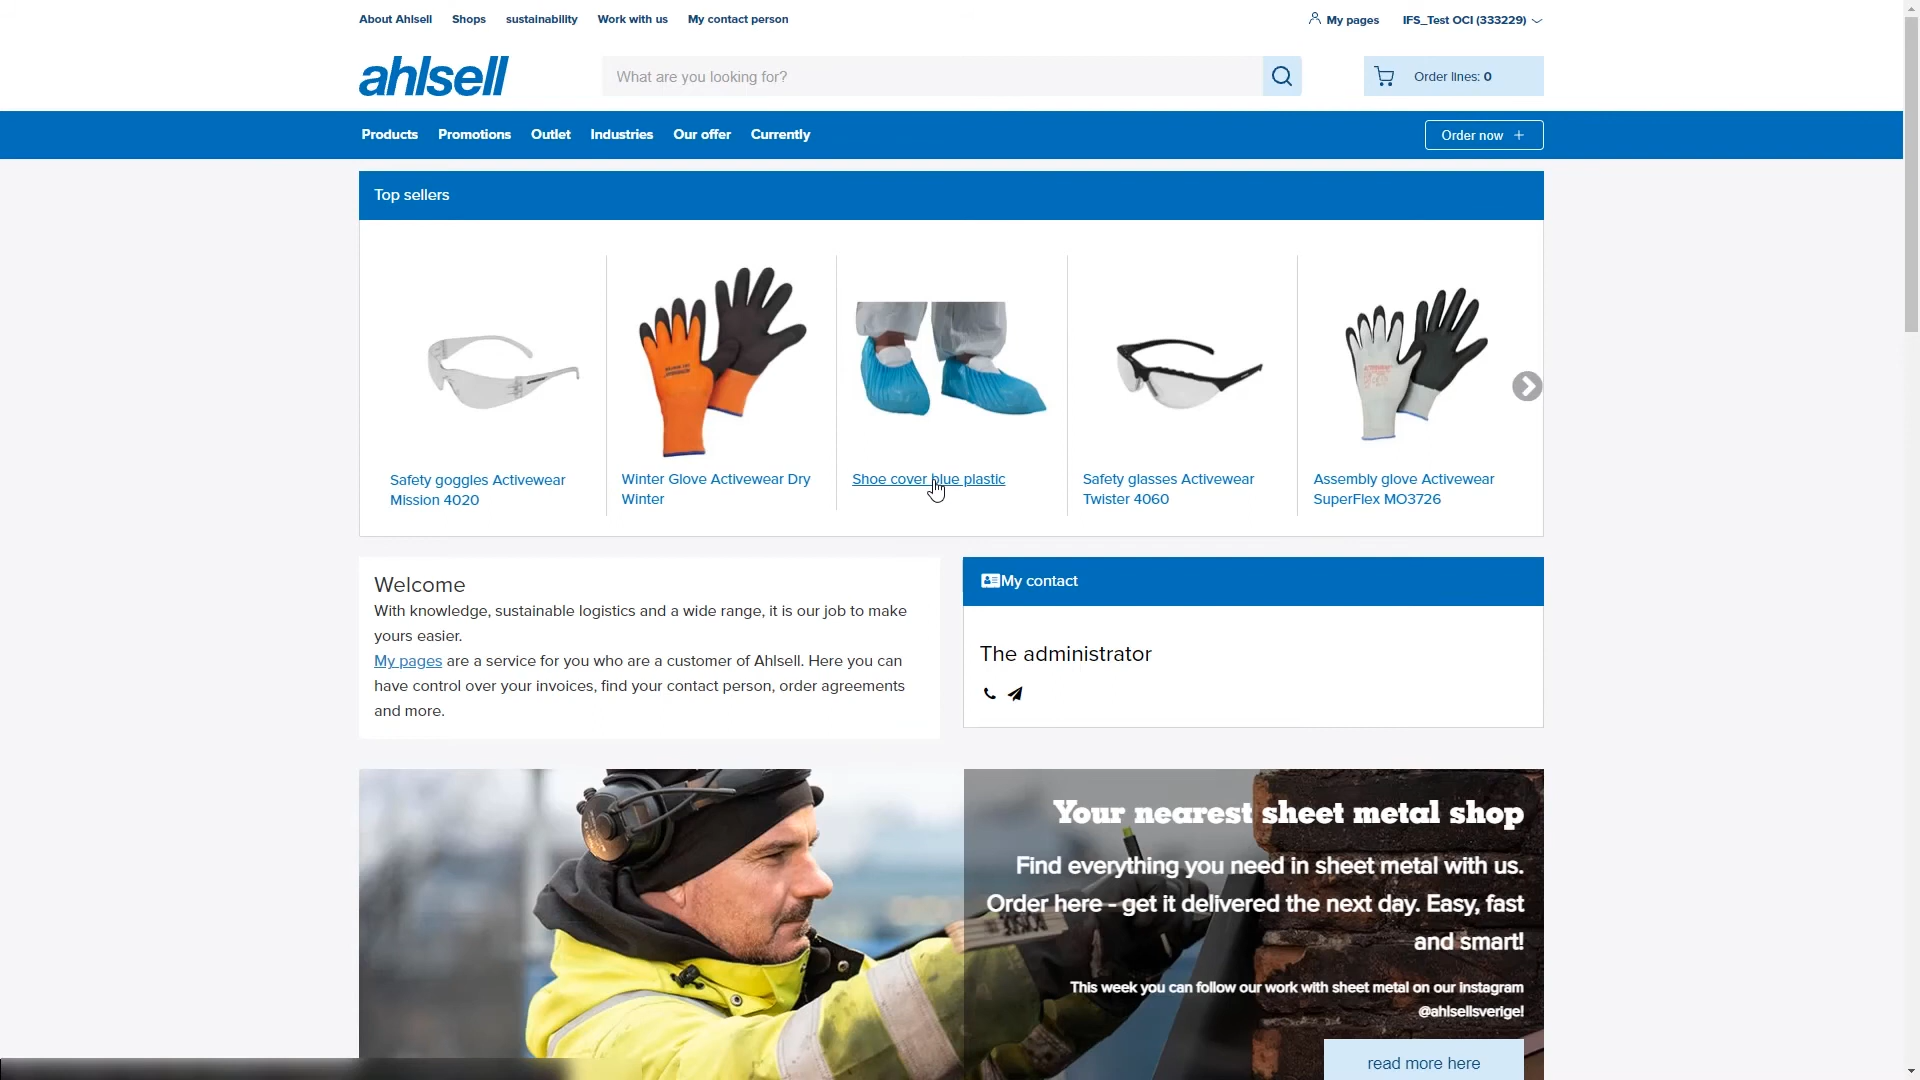 About Ahlsell Shops sustainability Work with us My contact person My pages IFS_Test OCI (333229)
ahlsell What are you looking for? Order lines: 0
Products Promotions Outlet Industries Our offer Currently Order now +
Top sellers
Safety goggles Activewear
Mission 4020
Winter Glove Activewear Dry
Winter
Shoe cover blue plastic
Safety glasses Activewear
Twister 4060
Assembly glove Activewear
SuperFlex MO3726
Welcome
With knowledge, sustainable logistics and a wide range, it is our job to make
yours easier.
My pages are a service for you who are a customer of Ahlsell. Here you can
have control over your invoices, find your contact person, order agreements
and more.
My contact
The administrator
Your nearest sheet metal shop
Find everything you need in sheet metal with us.
Order here - get it delivered the next day. Easy, fast
and smart!
This week you can follow our work with sheet metal on our instagram
@ahlsellsverige!
read more here